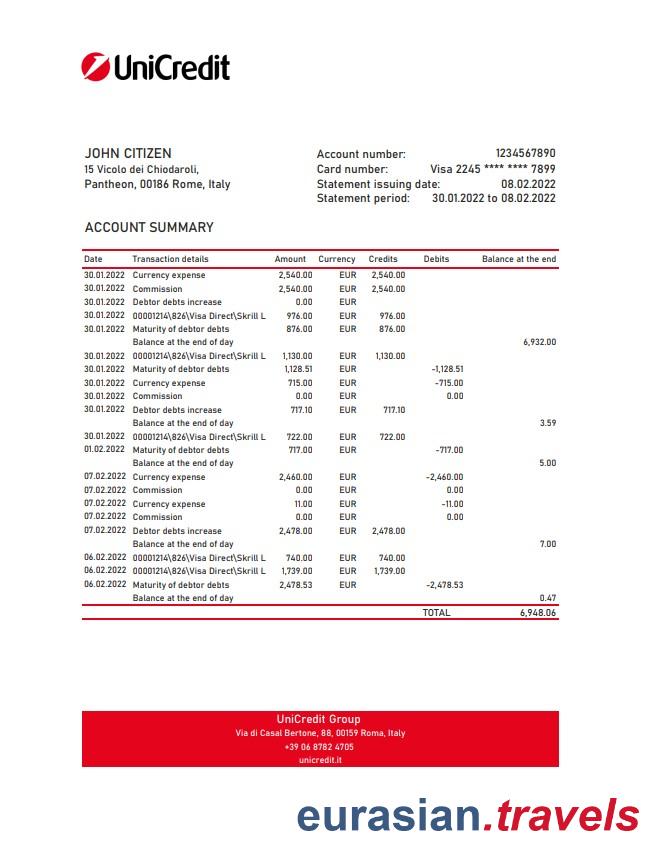 UniCredit
JOHN CITIZEN
15 Vicolo dei Chiodaroli,
Pantheon, 00186 Rome, Italy
Account number: 1234567890
Card number: Visa 2245 **** **** 7899
Statement issuing date: 08.02.2022
Statement period: 30.01.2022 to 08.02.2022
ACCOUNT SUMMARY
Date Transaction details Amount Currency Credits Debits Balance at the end
30.01.2022 Currency expense 2,540.00 EUR 2,540.00
30.01.2022 Commission 2,540.00 EUR 2,540.00
30.01.2022 Debtor debts increase 0.00 EUR
30.01.2022 00001214\826\Visa Direct\Skrill L 976.00 EUR 976.00
30.01.2022 Maturity of debtor debts 876.00 EUR 876.00
Balance at the end of day 6,932.00
30.01.2022 00001214\826\Visa Direct\Skrill L 1,130.00 EUR 1,130.00
30.01.2022 Maturity of debtor debts 1,128.51 EUR -1,128.51
30.01.2022 Currency expense 715.00 EUR -715.00
30.01.2022 Commission 0.00 EUR 0.00
30.01.2022 Debtor debts increase 717.10 EUR 717.10
Balance at the end of day 3.59
30.01.2022 00001214\826\Visa Direct\Skrill L 722.00 EUR 722.00
01.02.2022 Maturity of debtor debts 717.00 EUR -717.00
Balance at the end of day 5.00
07.02.2022 Currency expense 2,460.00 EUR -2,460.00
07.02.2022 Commission 0.00 EUR 0.00
07.02.2022 Currency expense 11.00 EUR -11.00
07.02.2022 Commission 0.00 EUR 0.00
07.02.2022 Debtor debts increase 2,478.00 EUR 2,478.00
Balance at the end of day 7.00
06.02.2022 00001214\826\Visa Direct\Skrill L 740.00 EUR 740.00
06.02.2022 00001214\826\Visa Direct\Skrill L 1,739.00 EUR 1,739.00
06.02.2022 Maturity of debtor debts 2,478.53 EUR -2,478.53
Balance at the end of day 0.47
TOTAL 6,948.06
UniCredit Group
Via di Casal Bertone, 88, 00159 Roma, Italy
+39 06 8782 4705
unicredit.it
eurasian.travels